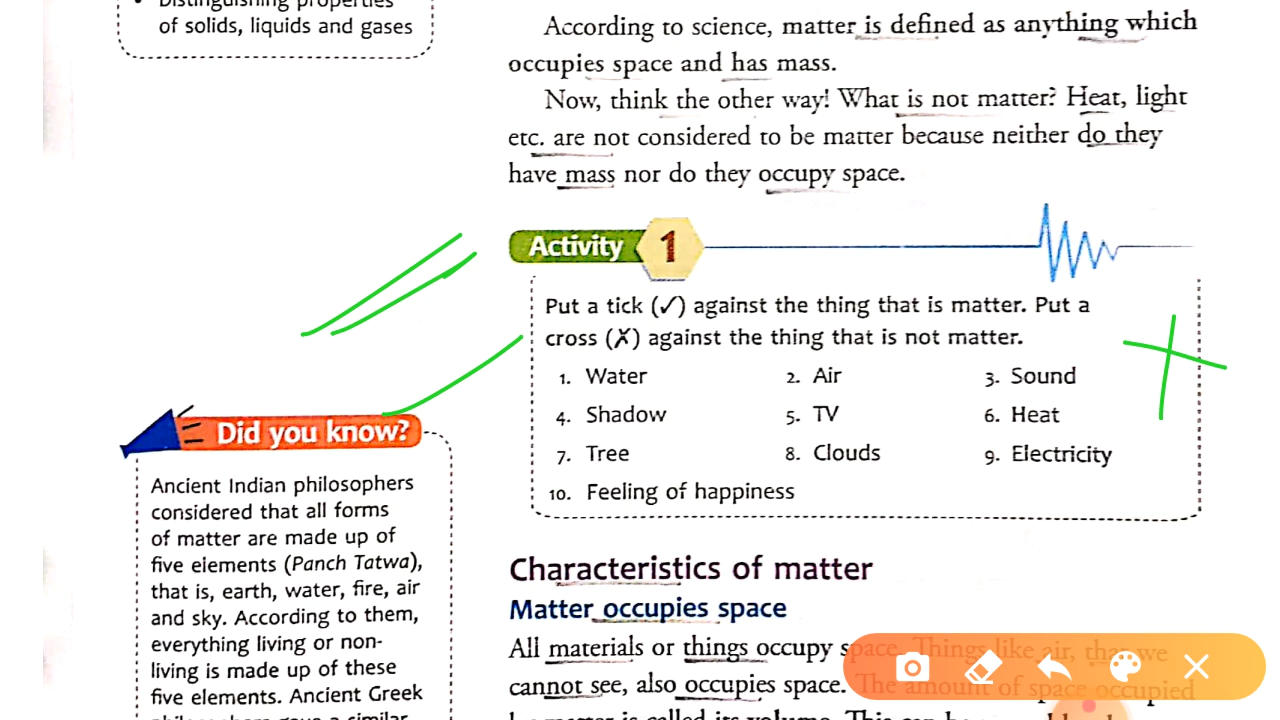 Distinguishing properties
of solids, liquids and gases
According to science, matter is defined as anything which
occupies space and has mass.
Now, think the other way! What is not matter? Heat, light
etc. are not considered to be matter because neither do they
have mass nor do they occupy space.
Activity 1
Put a tick (✓) against the thing that is matter. Put a
cross (✗) against the thing that is not matter.
1. Water 2. Air 3. Sound
4. Shadow 5. TV 6. Heat
7. Tree 8. Clouds 9. Electricity
10. Feeling of happiness
Did you know?
Ancient Indian philosophers
considered that all forms
of matter are made up of
five elements (Panch Tatwa),
that is, earth, water, fire, air
and sky. According to them,
everything living or non-
living is made up of these
five elements. Ancient Greek
Characteristics of matter
Matter occupies space
All materials or things occupy space. Things like air, that we
cannot see, also occupies space. The amount of space occupied